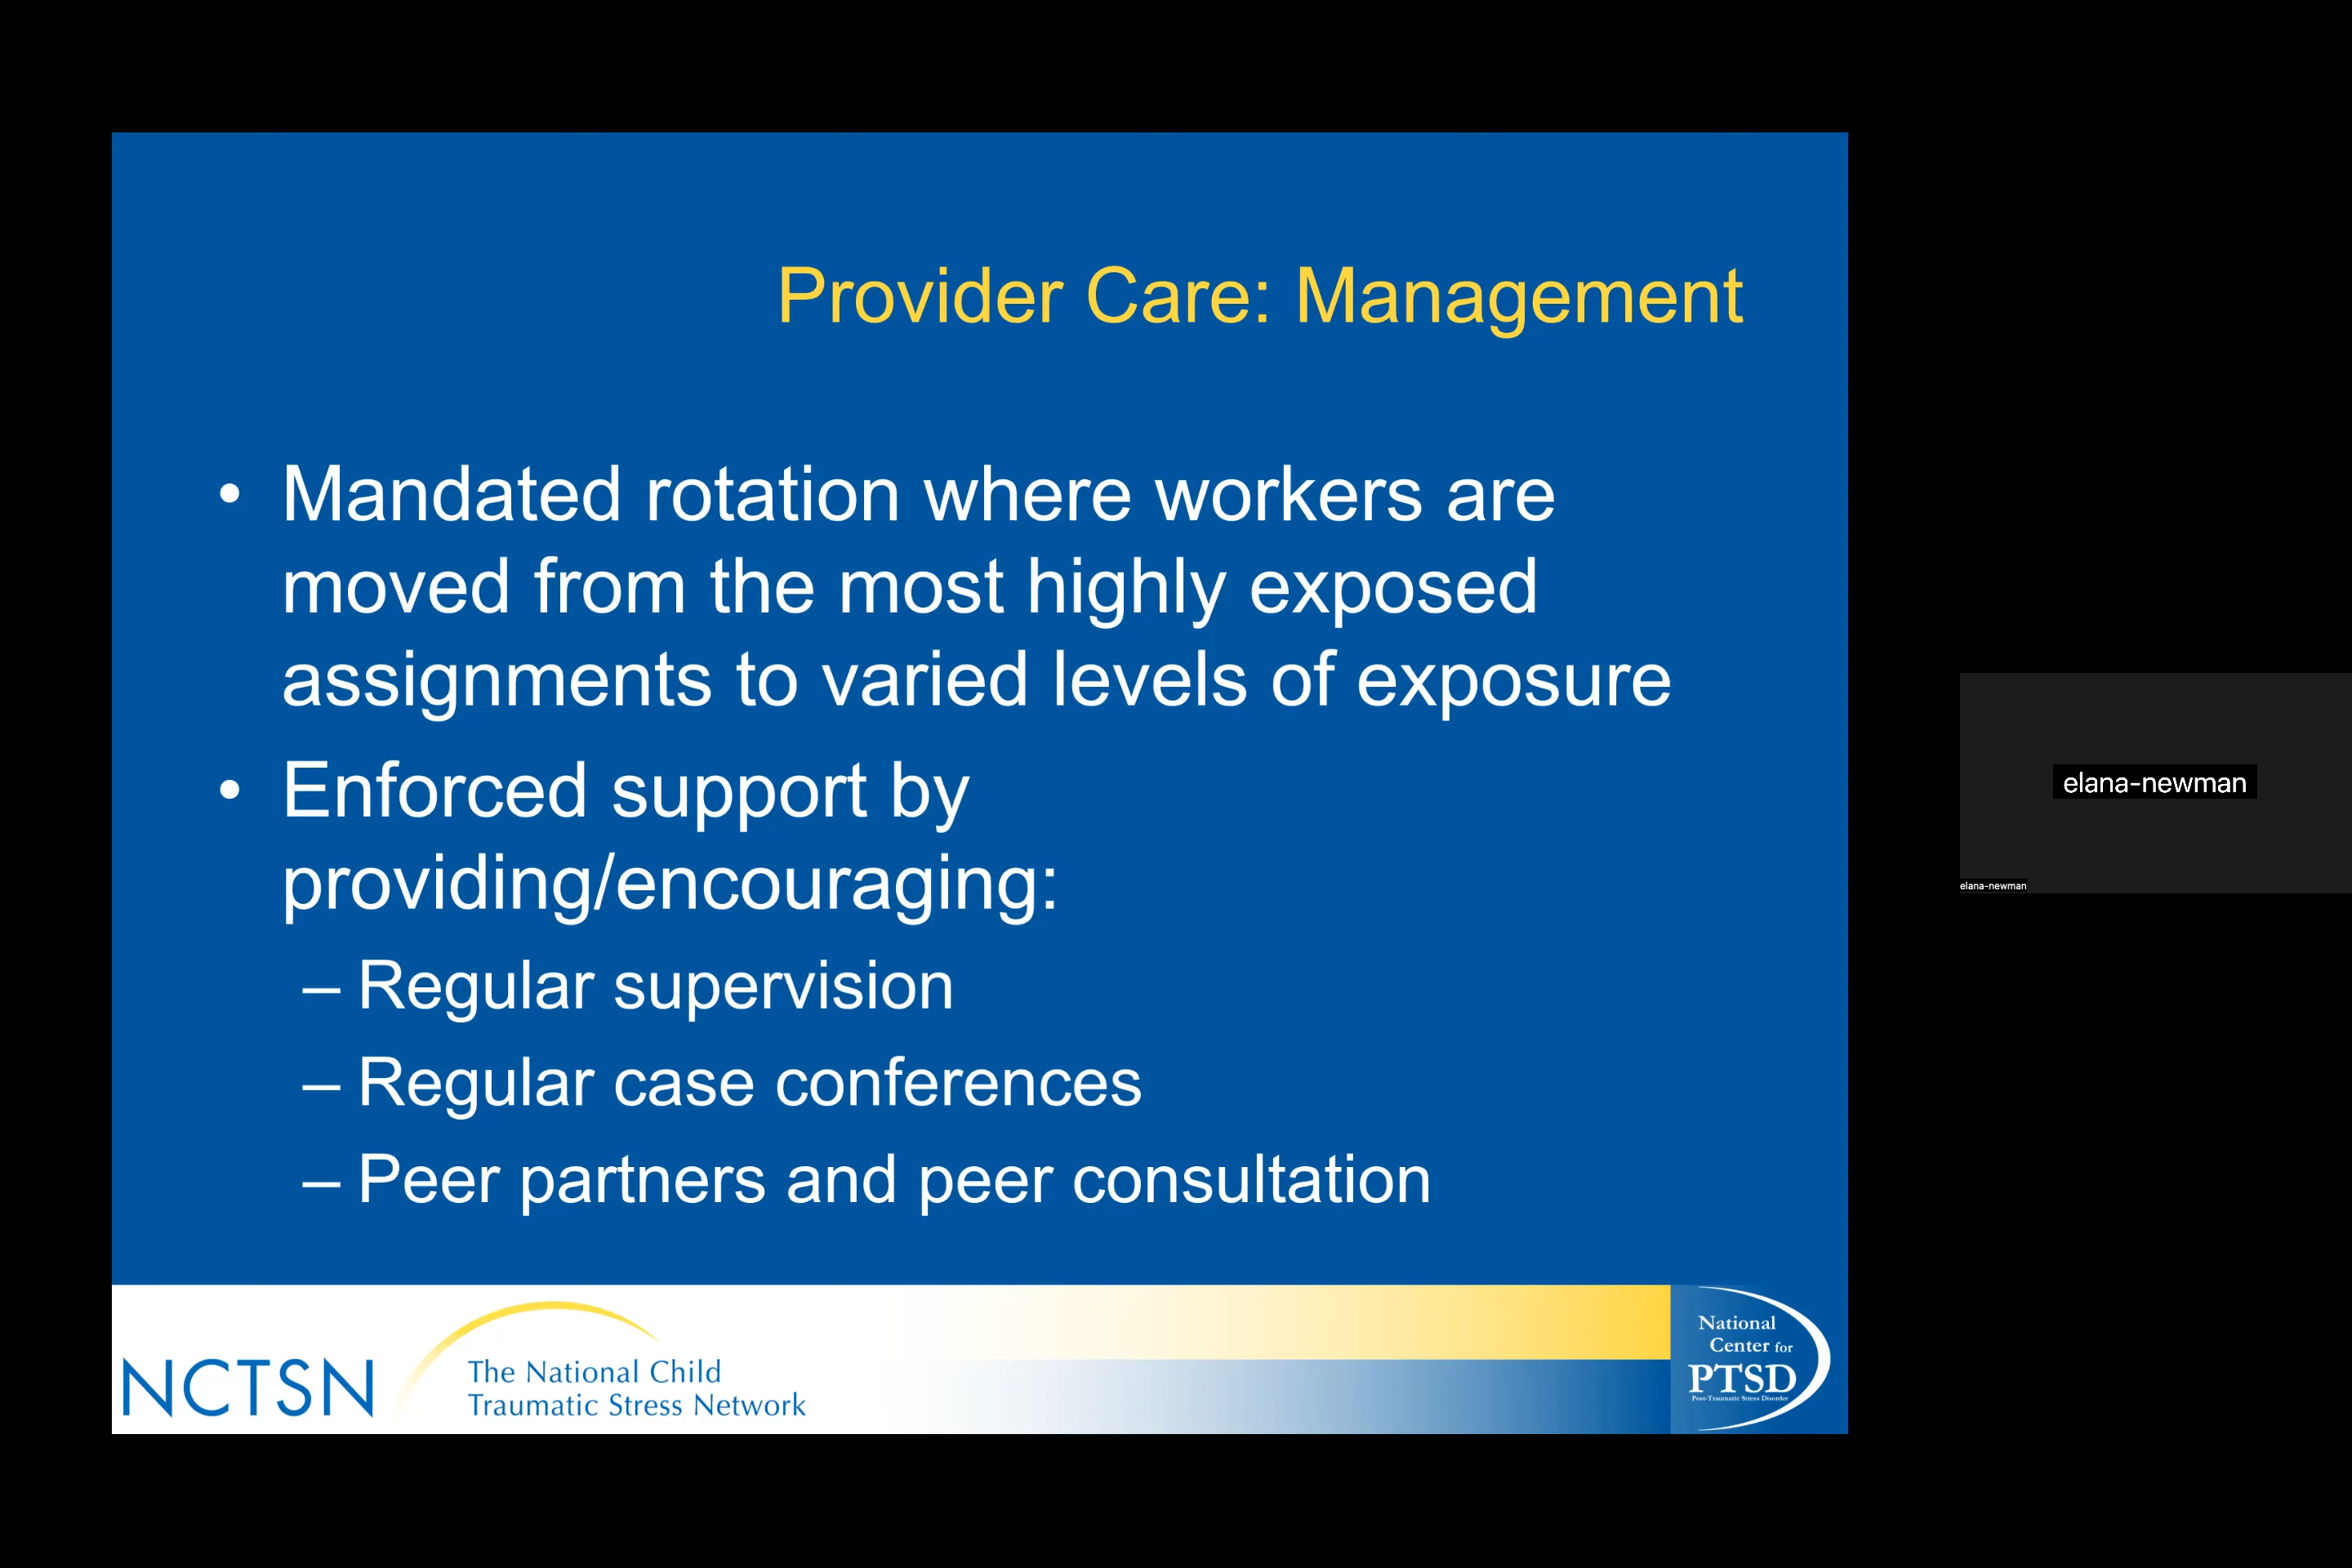 Provider Care: Management
• Mandated rotation where workers are
moved from the most highly exposed
assignments to varied levels of exposure
• Enforced support by
providing/encouraging:
– Regular supervision
– Regular case conferences
– Peer partners and peer consultation
NCTSN
The National Child
Traumatic Stress Network
National
Center for
PTSD
Post-Traumatic Stress Disorder
elana-newman
elana-newman